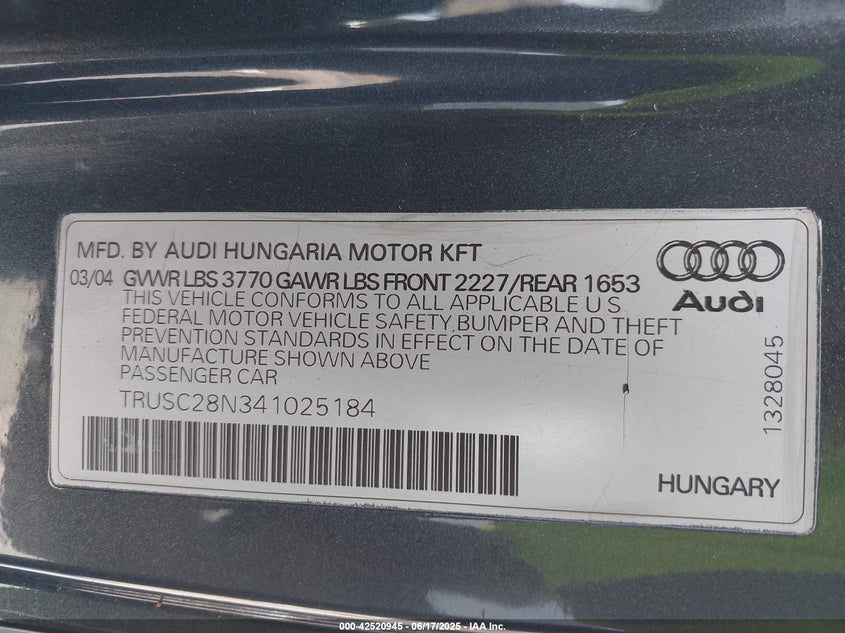 MFD. BY AUDI HUNGARIA MOTOR KFT
03/04 GVWR LBS 3770 GAWR LBS FRONT 2227/REAR 1653
THIS VEHICLE CONFORMS TO ALL APPLICABLE U S
FEDERAL MOTOR VEHICLE SAFETY,BUMPER AND THEFT
PREVENTION STANDARDS IN EFFECT ON THE DATE OF
MANUFACTURE SHOWN ABOVE
PASSENGER CAR
TRUSC28N341025184
Audi
1328045
HUNGARY
000-42520945 - 06/17/2025 - IAA Inc.